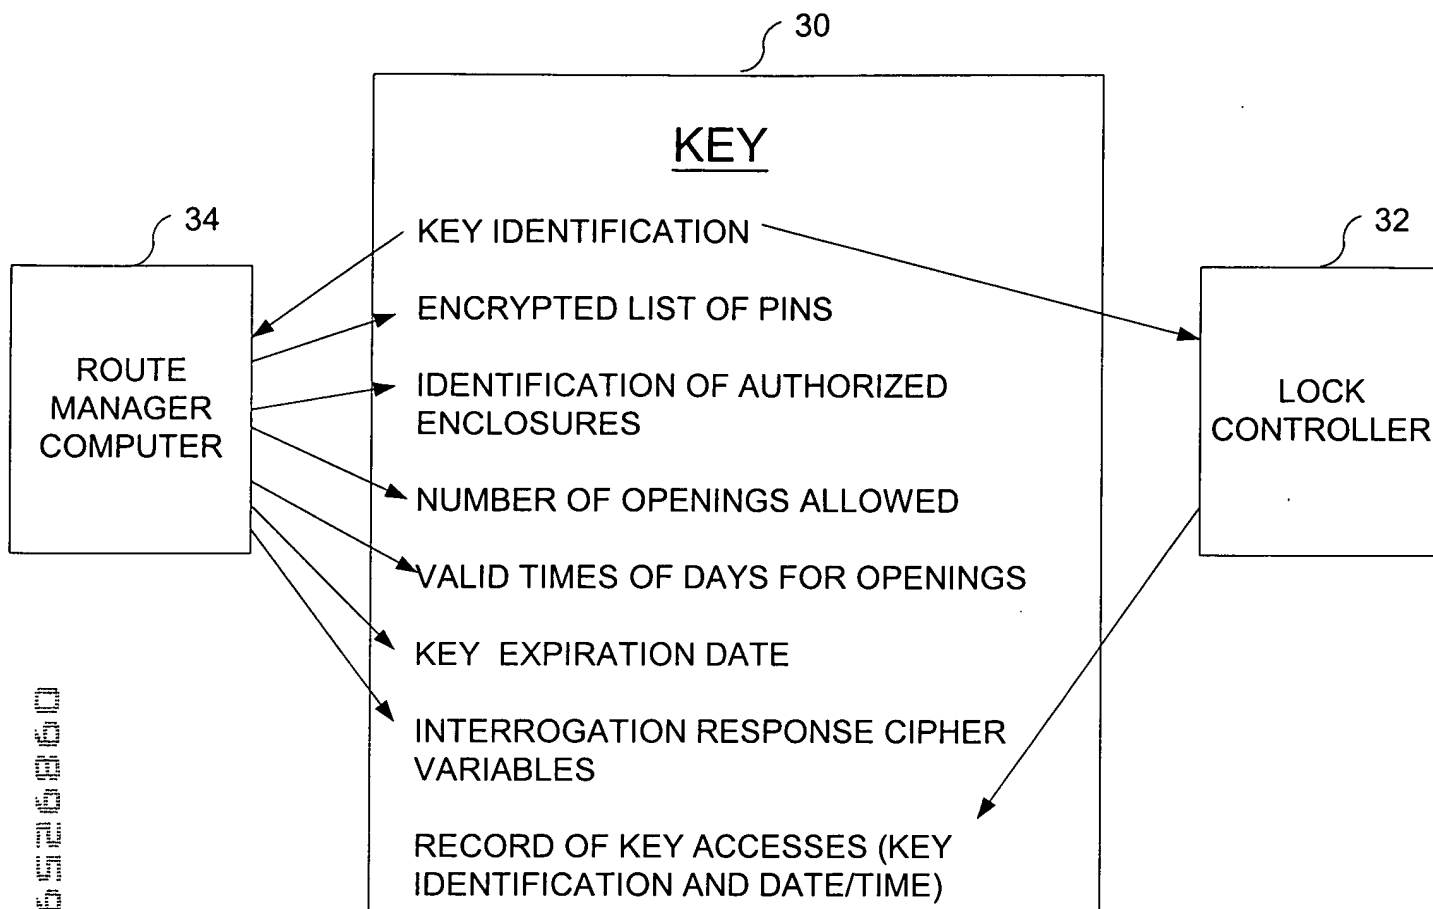 30
KEY
34
KEY IDENTIFICATION
32
ENCRYPTED LIST OF PINS
ROUTE
MANAGER
COMPUTER
IDENTIFICATION OF AUTHORIZED
ENCLOSURES
LOCK
CONTROLLER
NUMBER OF OPENINGS ALLOWED
VALID TIMES OF DAYS FOR OPENINGS
KEY EXPIRATION DATE
INTERROGATION RESPONSE CIPHER
VARIABLES
RECORD OF KEY ACCESSES (KEY
IDENTIFICATION AND DATE/TIME)